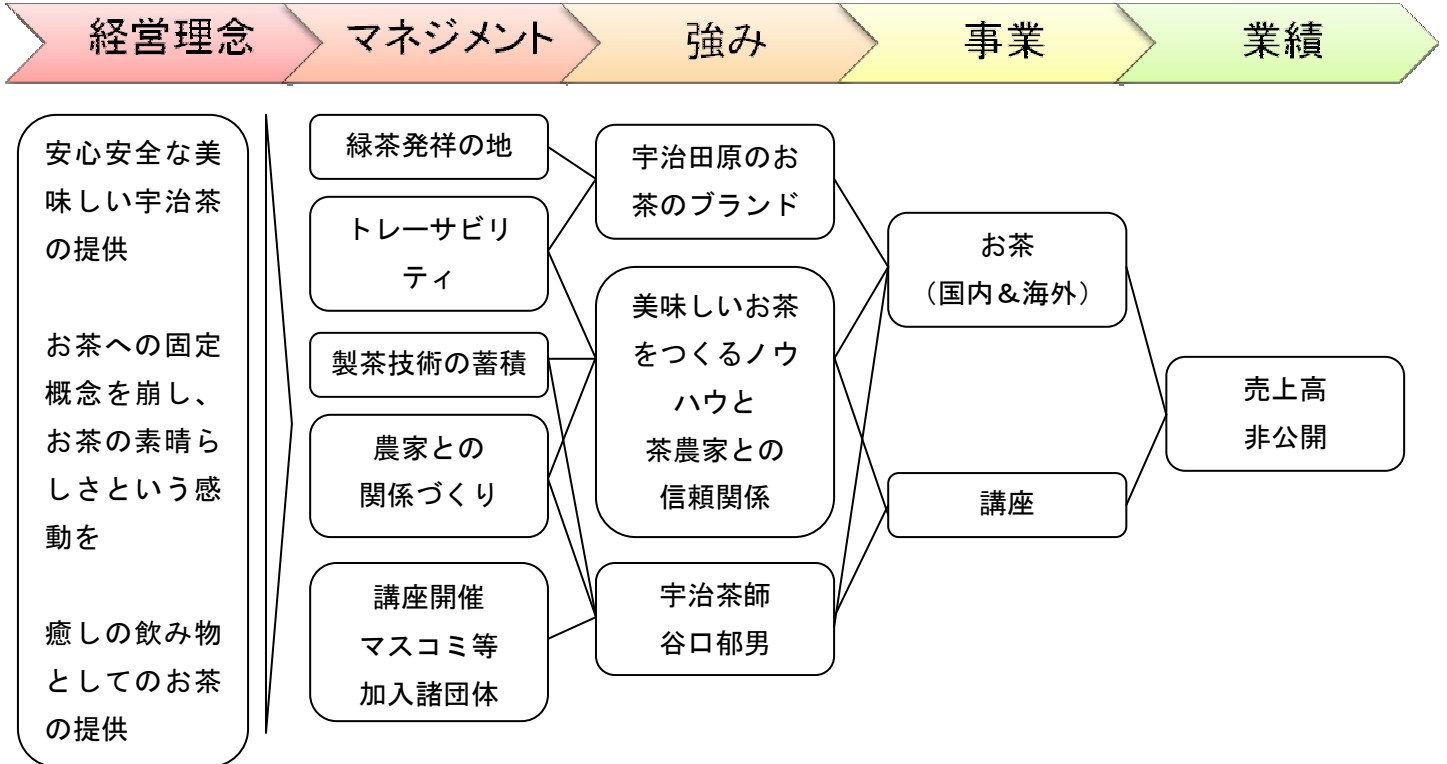 経営理念
マネジメント
強み
事業
業績
安心安全な美
味しい宇治茶
の提供
お茶への固定
概念を崩し、
お茶の素晴ら
しさという感
動を
癒しの飲み物
としてのお茶
の提供
緑茶発祥の地
トレーサビリ
ティ
製茶技術の蓄積
農家との
関係づくり
講座開催
マスコミ等
加入諸団体
宇治田原のお
茶のブランド
美味しいお茶
をつくるノウ
ハウと
茶農家との
信頼関係
宇治茶師
谷口郁男
お茶
（国内＆海外）
講座
売上高
非公開